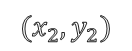 (x₂, y₂)